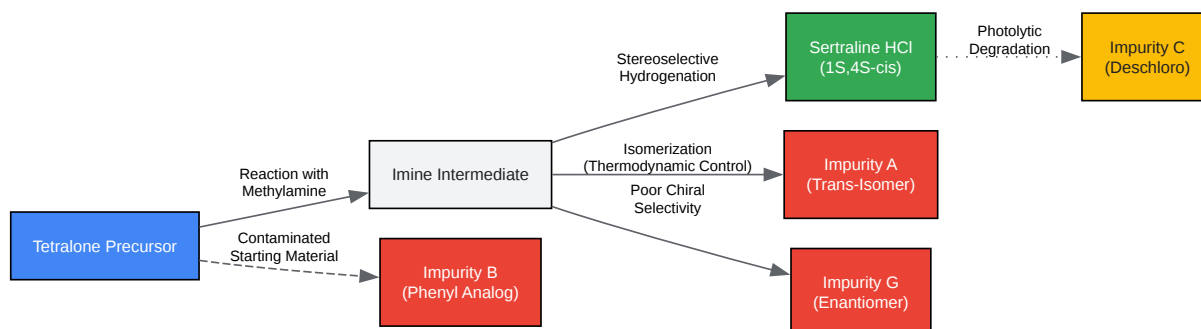 Tetralone Precursor
Reaction with
Methylamine
Contaminated
Starting Material
Imine Intermediate
Impurity B
(Phenyl Analog)
Stereoselective
Hydrogenation
Isomerization
(Thermodynamic Control)
Poor Chiral
Selectivity
Sertraline HCl
(1S,4S-cis)
Impurity A
(Trans-Isomer)
Impurity G
(Enantiomer)
Photolytic
Degradation
Impurity C
(Deschloro)